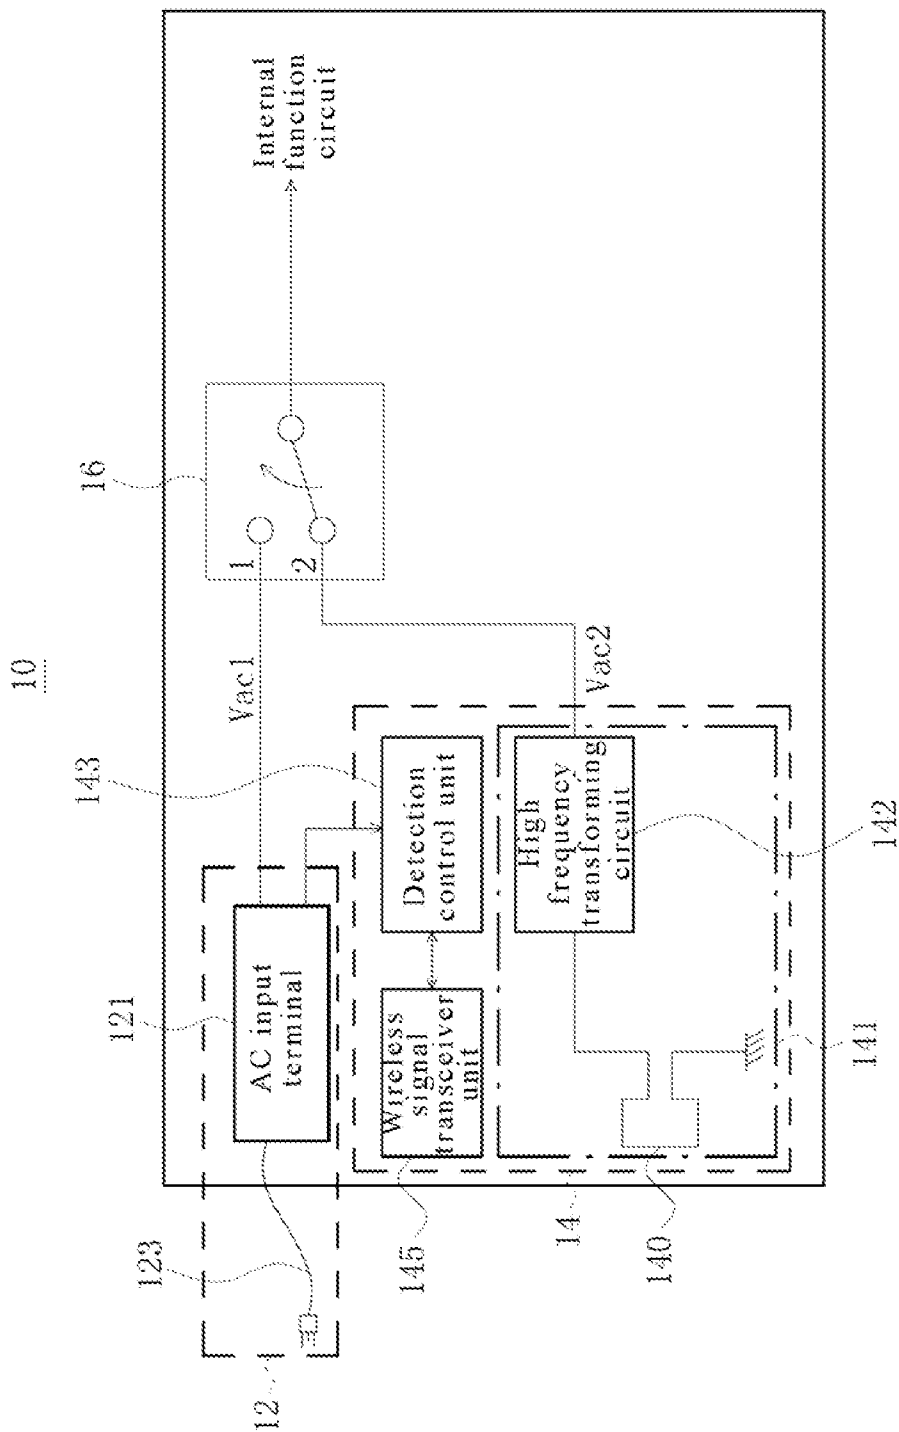 10
12
123
121
AC input
terminal
Vac1
16
1
2
Internal
function
circuit
143
Detection
control unit
145
Wireless
signal
transceiver
unit
14
High
frequency
transforming
circuit
Vac2
142
140
141